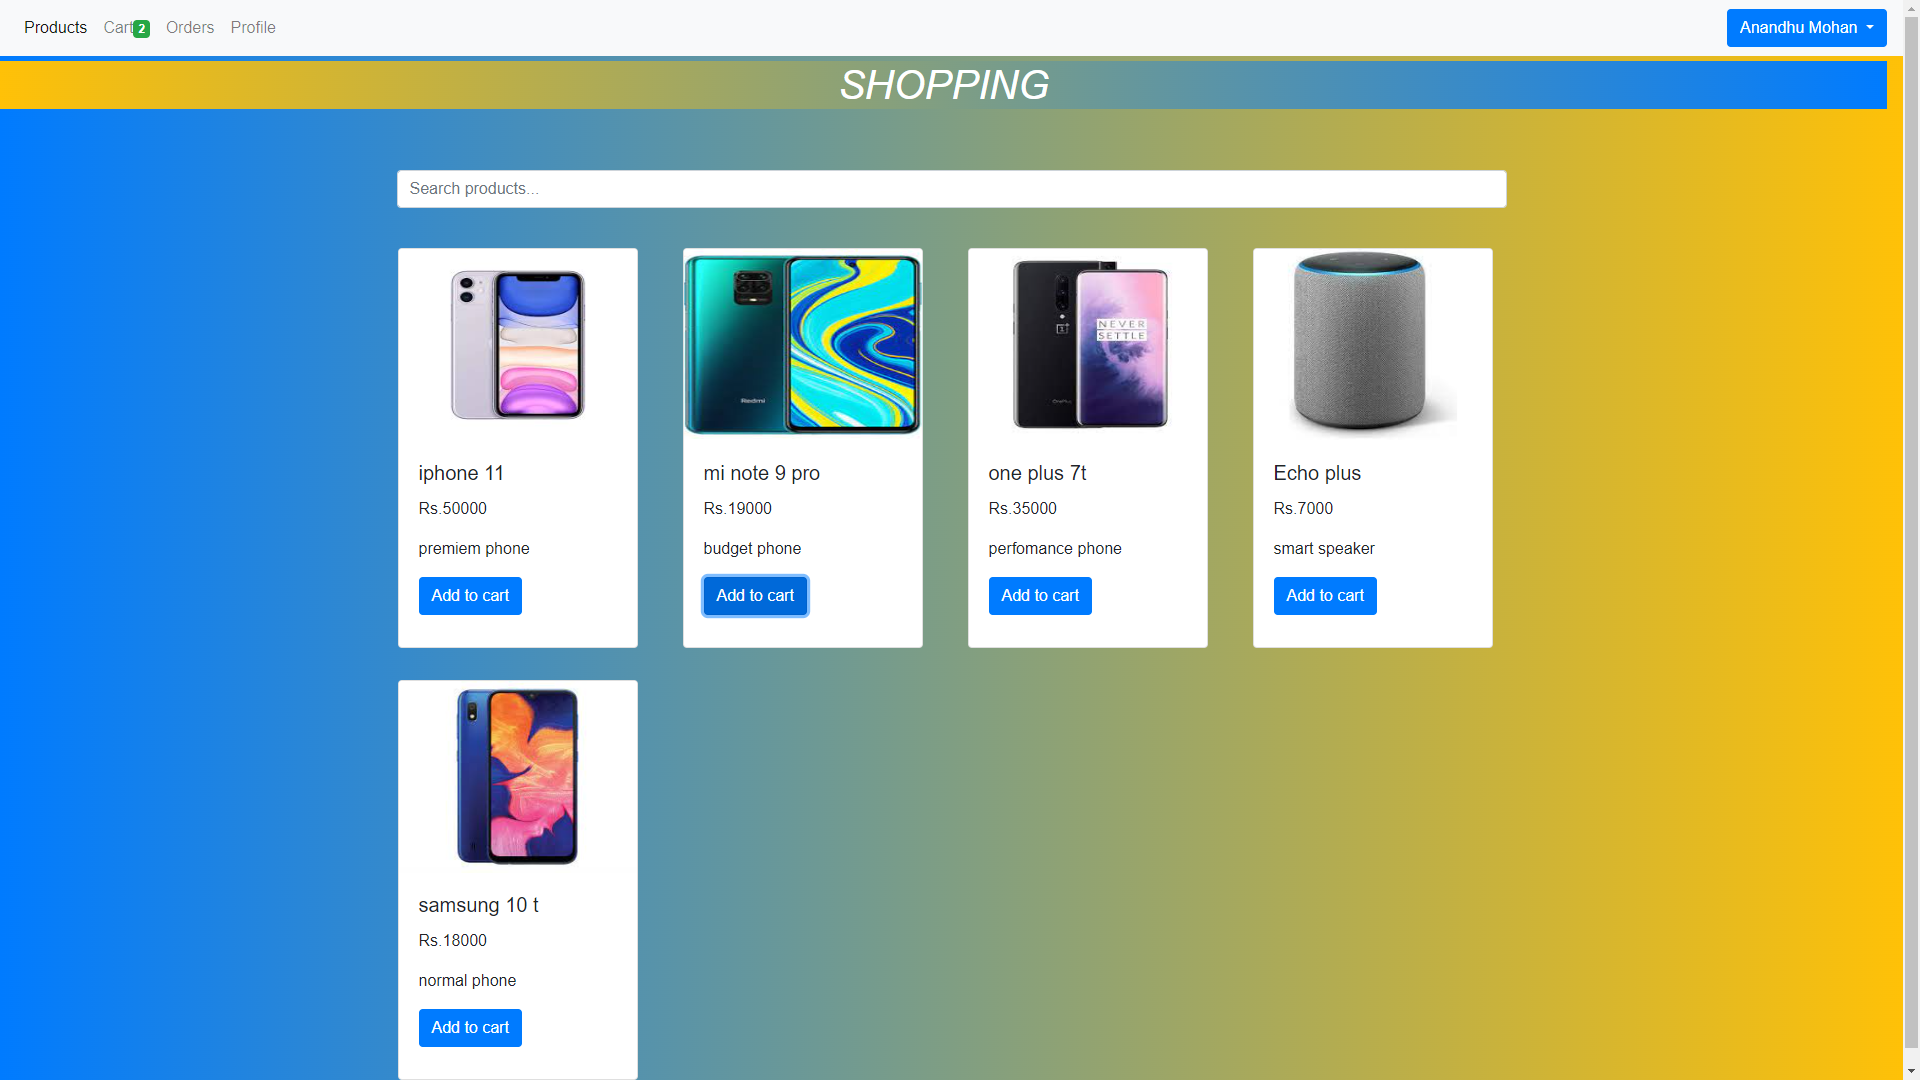 Products Cart 2 Orders Profile Anandhu Mohan
SHOPPING
Search products...
NEVER
SETTLE
Redmi
OnePlus
iphone 11
Rs.50000
premiem phone
Add to cart
mi note 9 pro
Rs.19000
budget phone
Add to cart
one plus 7t
Rs.35000
perfomance phone
Add to cart
Echo plus
Rs.7000
smart speaker
Add to cart
samsung 10 t
Rs.18000
normal phone
Add to cart